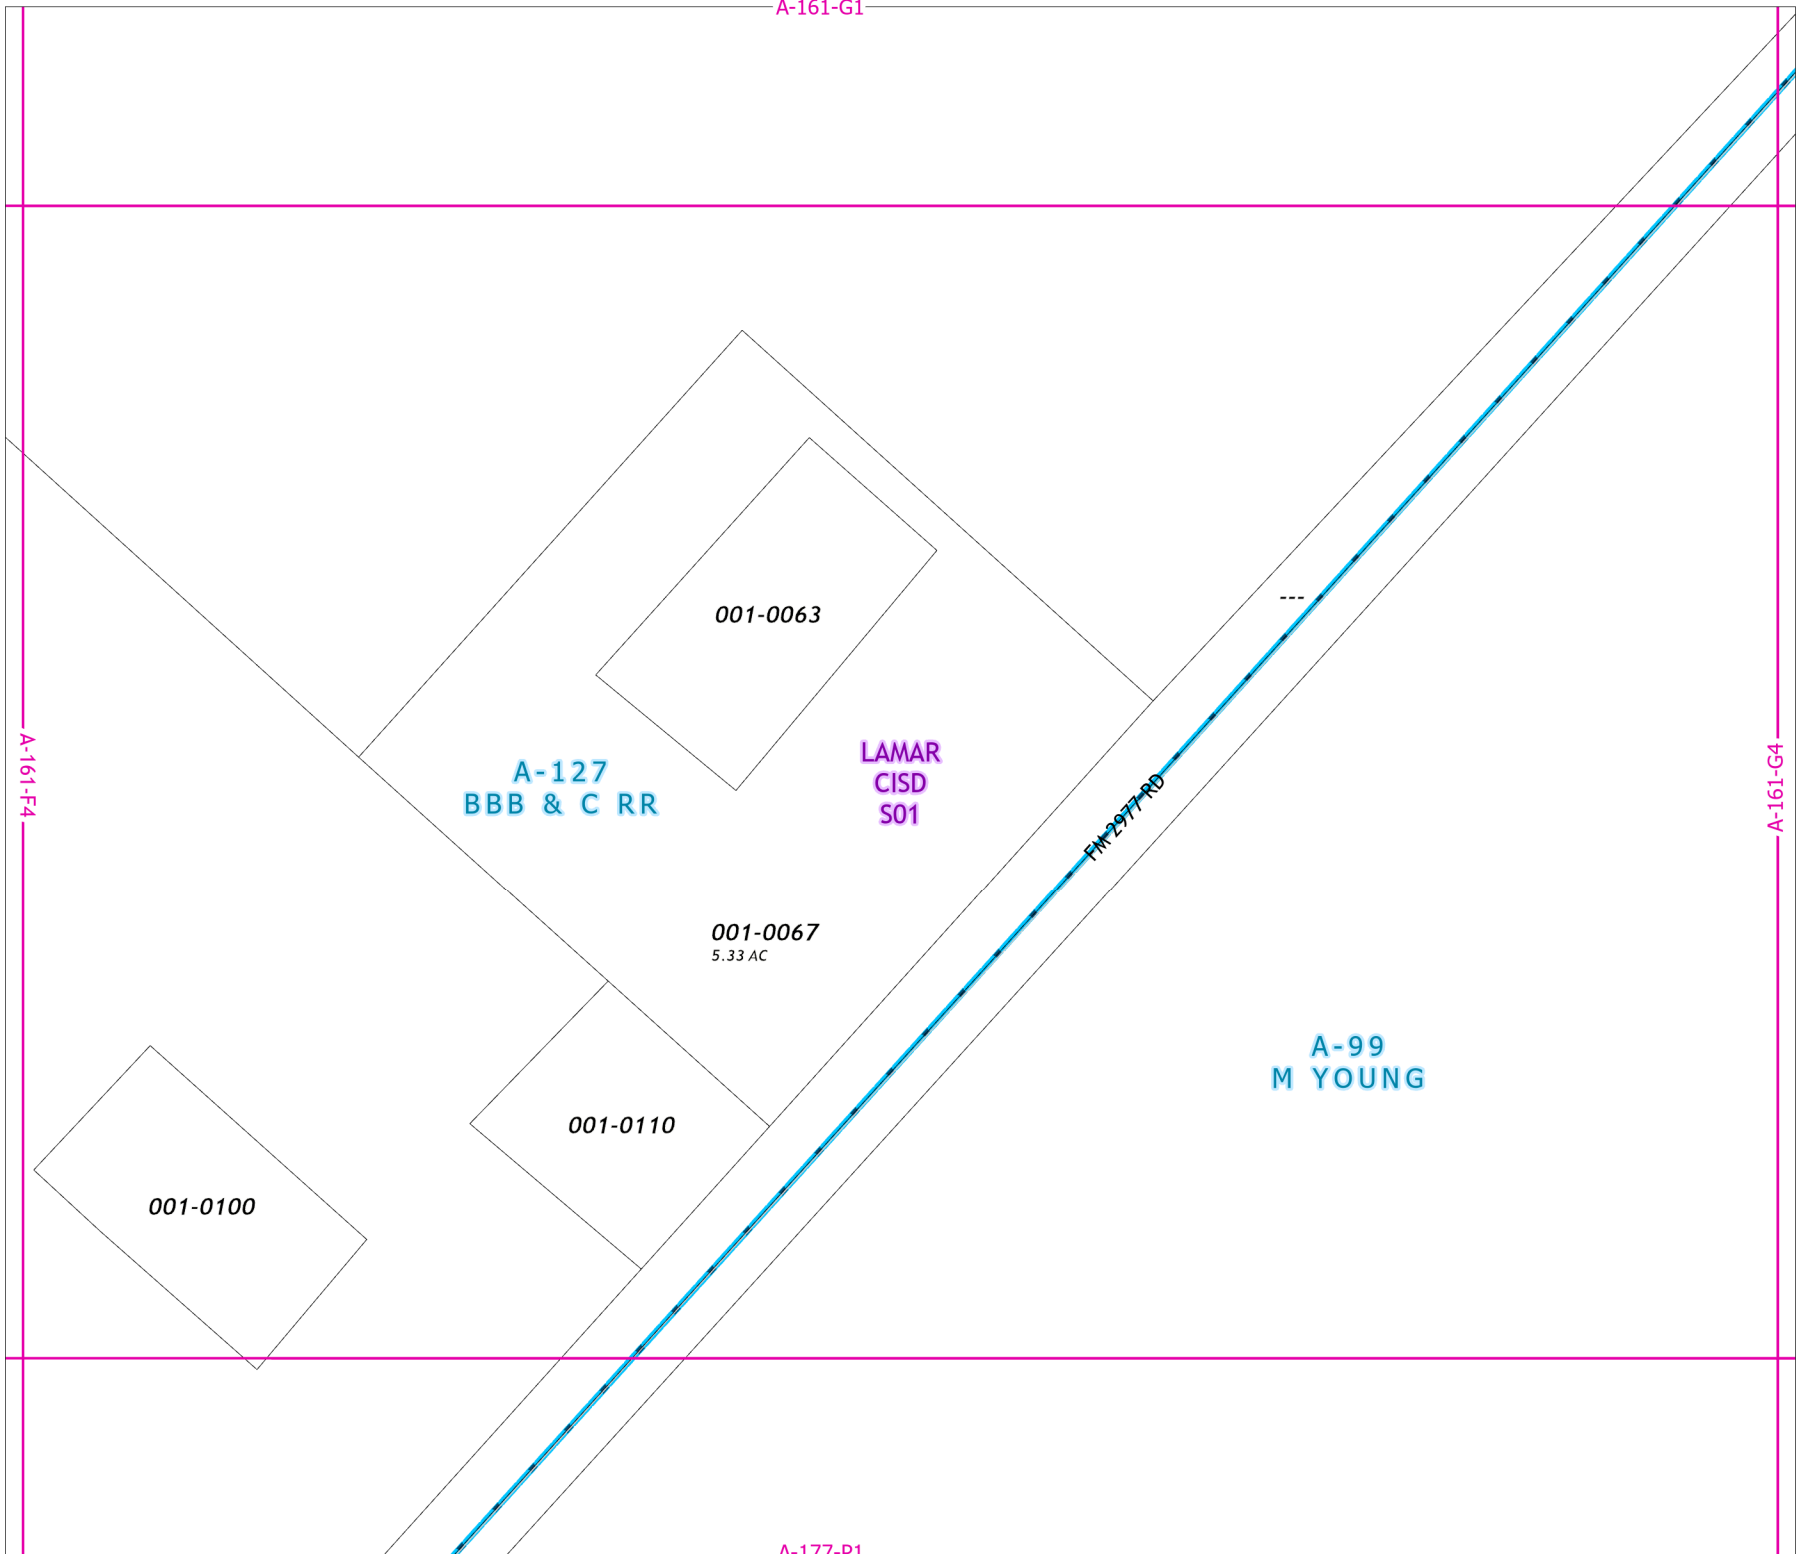 A-161-G1
---
001-0063
A-161-F4
LAMAR
CISD
S01
A-127
BBB & C RR
FM 2977 RD
A-161-G4
001-0067
5.33 AC
A-99
M YOUNG
001-0110
001-0100